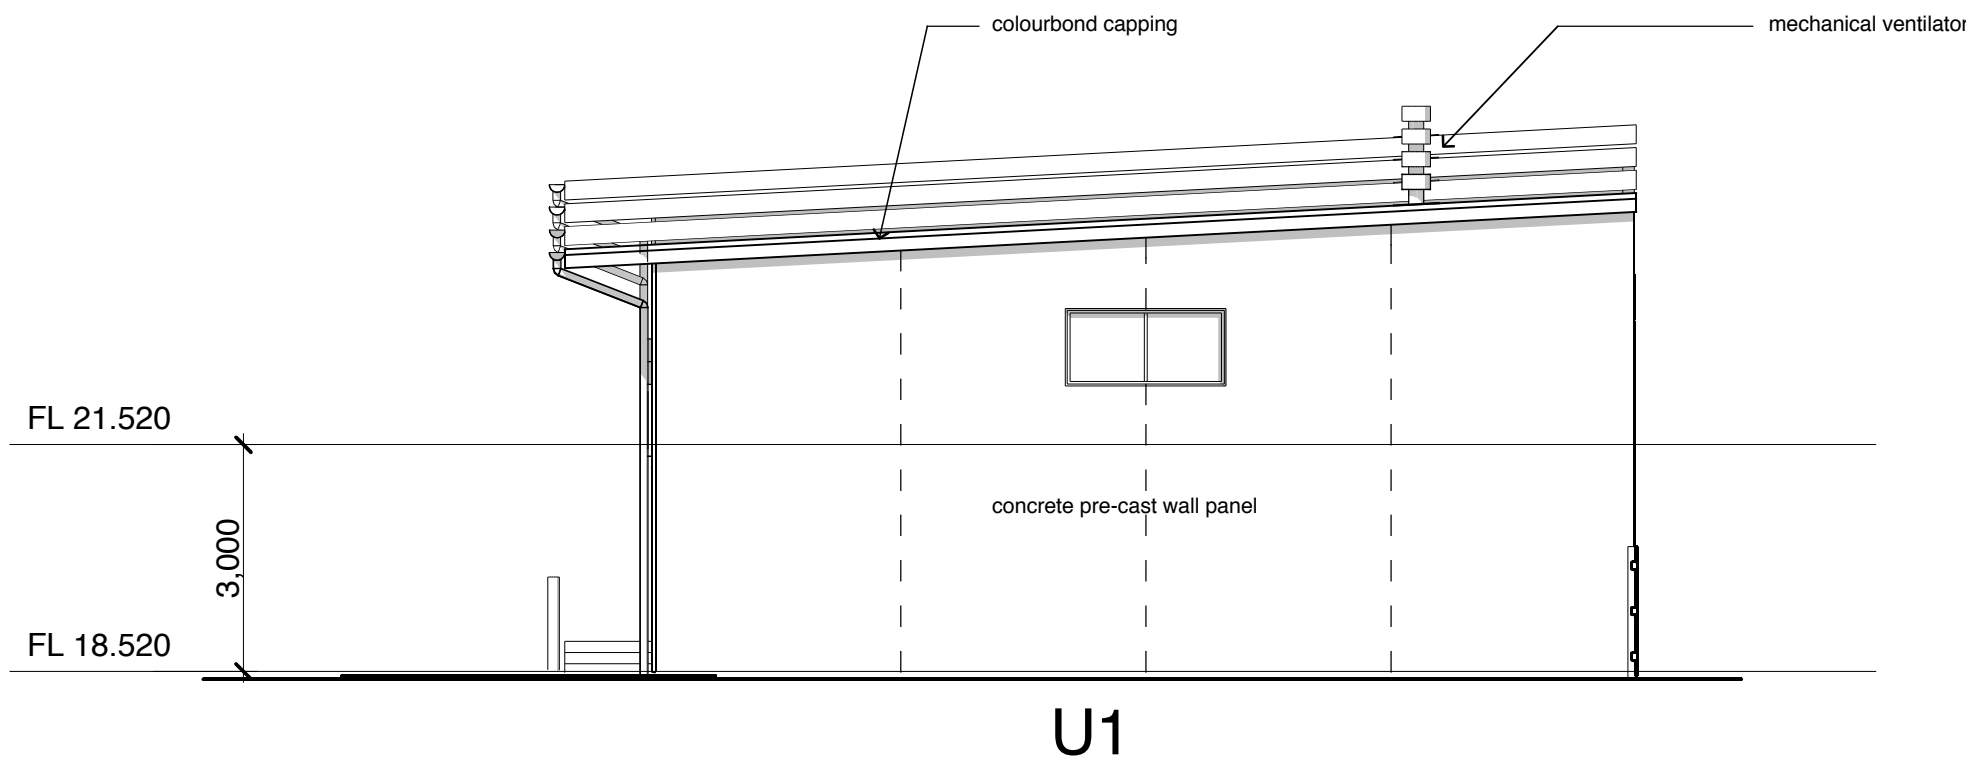 colourbond capping
mechanical ventilator
FL 21.520
concrete pre-cast wall panel
3,000
FL 18.520
U1